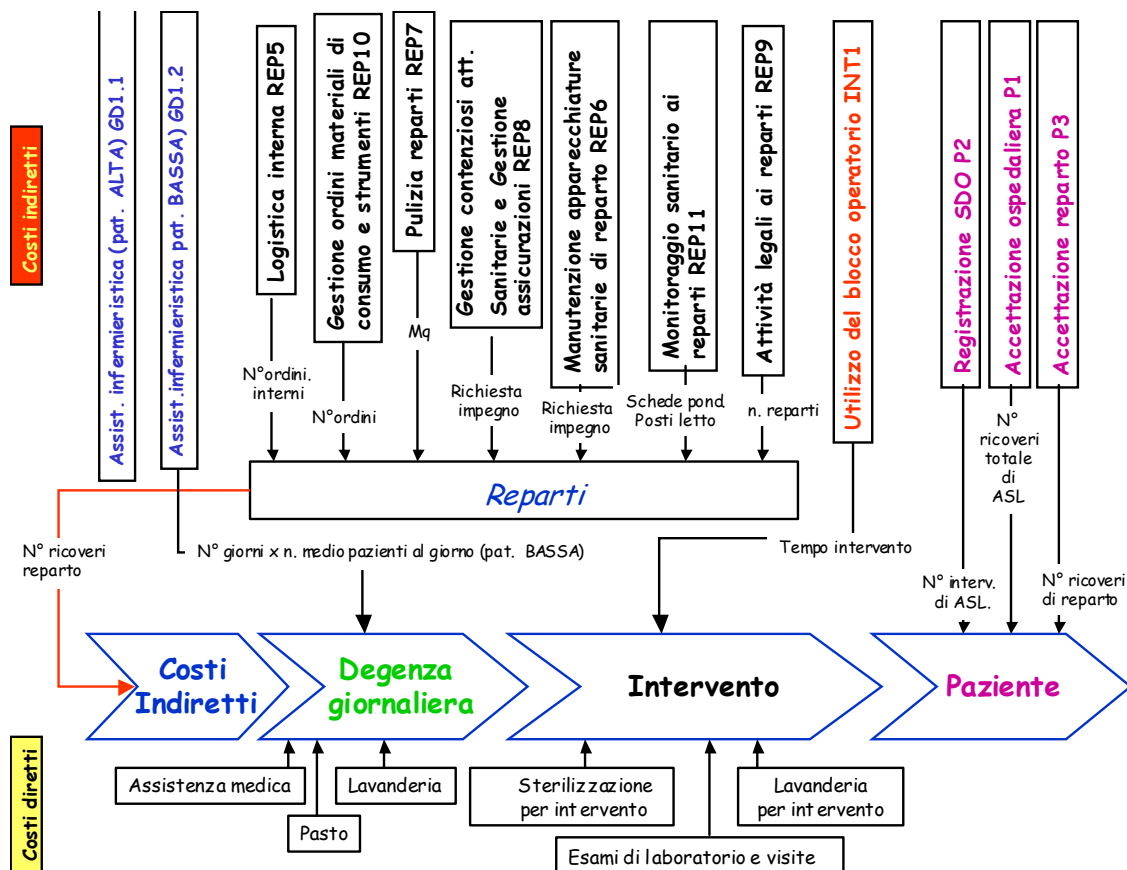 Costi indiretti
Assist. infermieristica (pat. ALTA) GD1.1
Assist.infermieristica pat. BASSA) GD1.2
Logistica interna REP5
Gestione ordini materiali di
consumo e strumenti REP10
Pulizia reparti REP7
Gestione contenziosi att.
Sanitarie e Gestione
assicurazioni REP8
Manutenzione apparecchiature
sanitarie di reparto REP6
Monitoraggio sanitario ai
reparti REP11
Attività legali ai reparti REP9
Utilizzo del blocco operatorio INT1
Registrazione SDO P2
Accettazione ospedaliera P1
Accettazione reparto P3
N°ordini.
interni
N°ordini
Mq
Richiesta
impegno
Richiesta
impegno
Schede pond.
Posti letto
n. reparti
N°
ricoveri
totale
di
ASL
Reparti
N° ricoveri
reparto
N° giorni x n. medio pazienti al giorno (pat. BASSA)
Tempo intervento
N° interv.
di ASL.
N° ricoveri
di reparto
Costi
Indiretti
Degenza
giornaliera
Intervento
Paziente
Costi diretti
Assistenza medica
Lavanderia
Pasto
Sterilizzazione
per intervento
Lavanderia
per intervento
Esami di laboratorio e visite